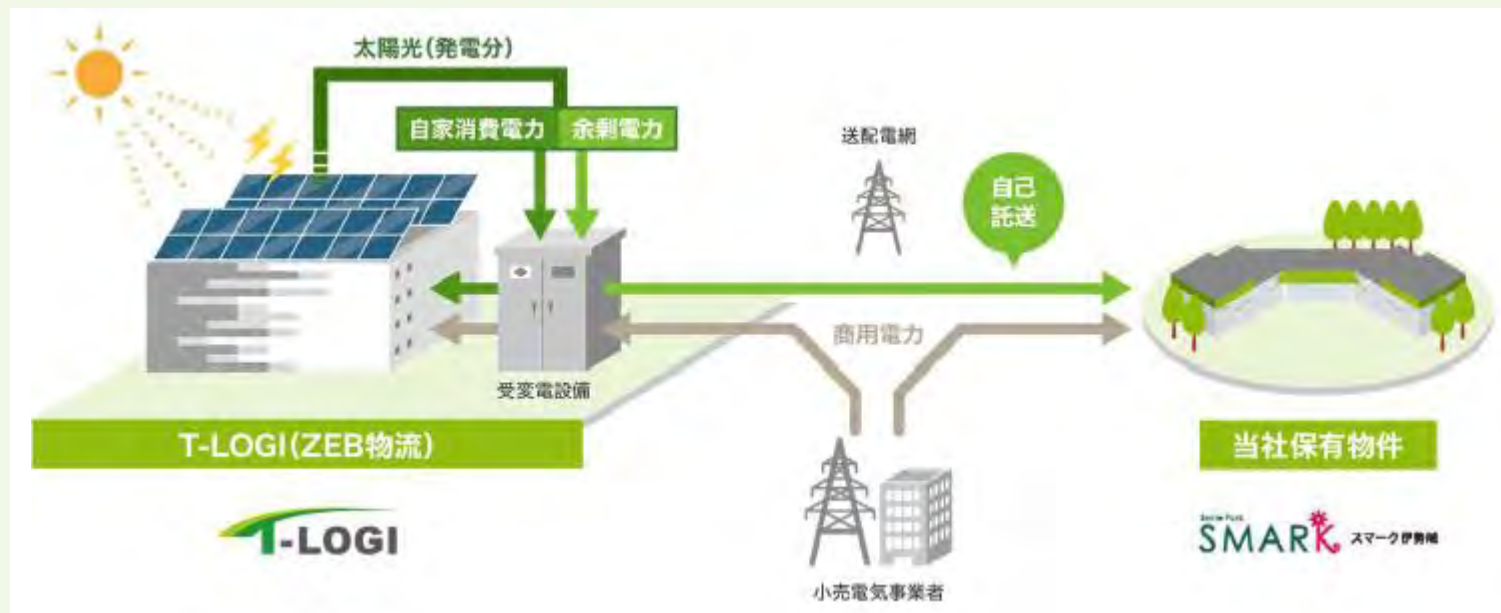 太陽光(発電分)
自家消費電力 余剰電力
送配電網
自己
託送
商用電力
受変電設備
T-LOGI(ZEB物流)
当社保有物件
T-LOGI
Smile Park
SMARK スマーク伊勢崎
小売電気事業者